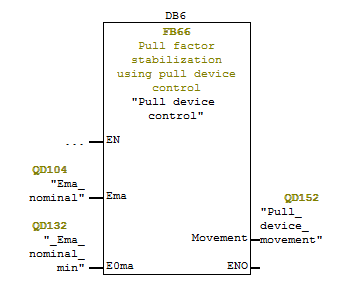 DB6
FB66
Pull factor
stabilization
using pull device
control
"Pull device
control"
...
EN
QD104
"Ema_
nominal"
Ema
QD132
"_Ema_
nominal_
min"
E0ma
QD152
"Pull_
device_
movement"
Movement
ENO